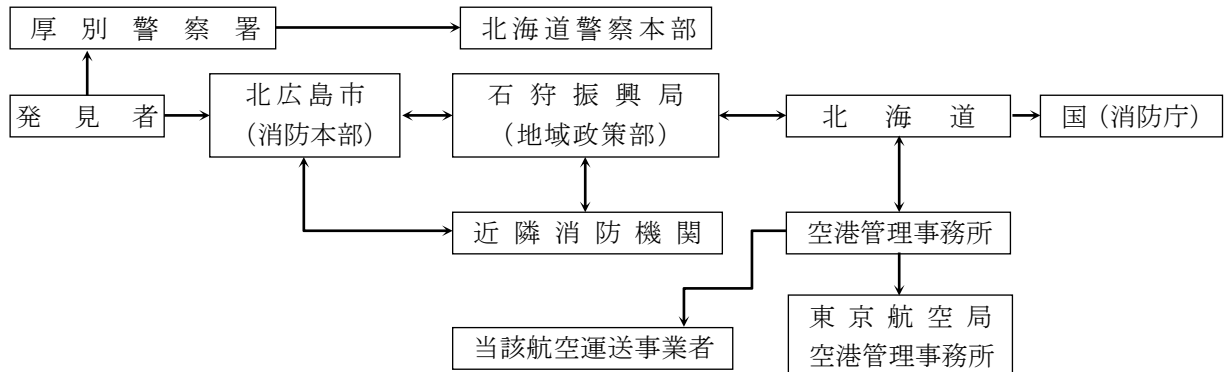 厚別警察署
北海道警察本部
発見者
北広島市
（消防本部）
石狩振興局
（地域政策部）
北海道
国（消防庁）
近隣消防機関
空港管理事務所
当該航空運送事業者
東京航空局
空港管理事務所